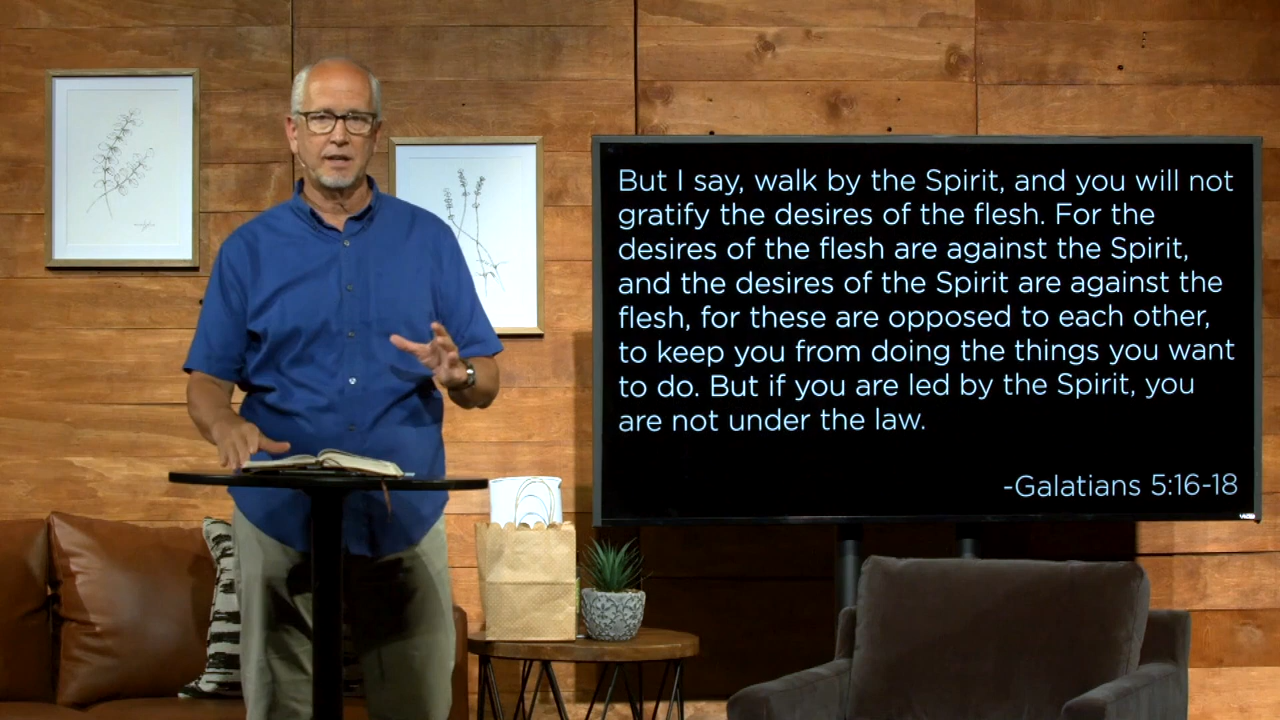 But I say, walk by the Spirit, and you will not
gratify the desires of the flesh. For the
desires of the flesh are against the Spirit,
and the desires of the Spirit are against the
flesh, for these are opposed to each other,
to keep you from doing the things you want
to do. But if you are led by the Spirit, you
are not under the law.
-Galatians 5:16-18